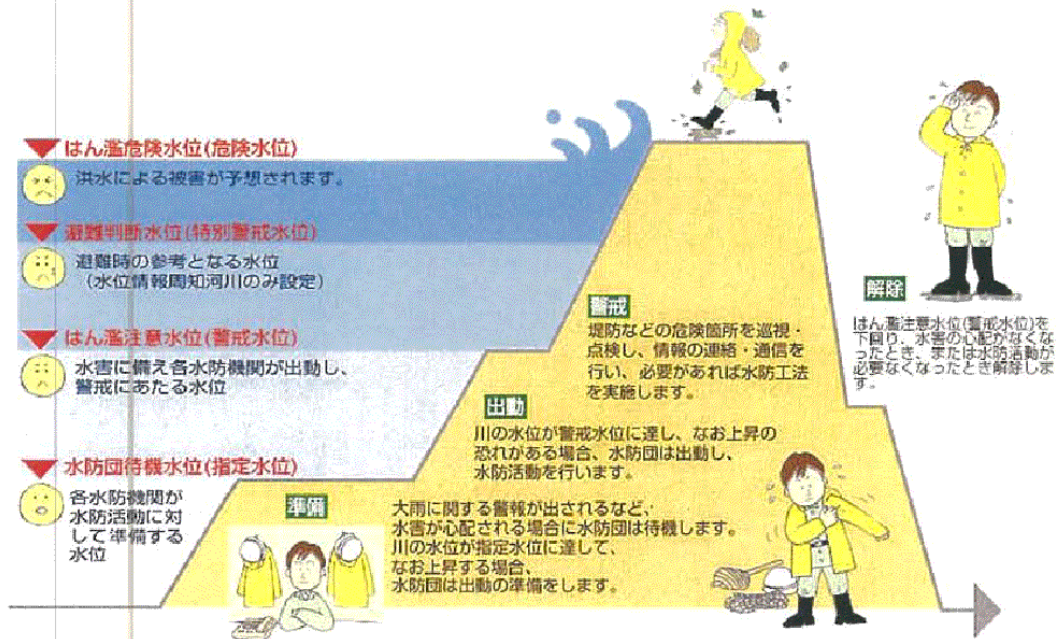 はん濫危険水位(危険水位)
洪水による被害が予想されます。
避難判断水位(特別警戒水位)
避難時の参考となる水位
(水位情報周知河川のみ設定)
はん濫注意水位(警戒水位)
水害に備え各水防機関が出動し、
警戒にあたる水位
水防団待機水位(指定水位)
各水防機関が
水防活動に対
して準備する
水位
準備
大雨に関する警報が出されるなど、
水害が心配される場合に水防団は待機します。
川の水位が指定水位に達して、
なお上昇する場合、
水防団は出動の準備をします。
出動
川の水位が警戒水位に達し、なお上昇の
恐れがある場合、水防団は出動し、
水防活動を行います。
警戒
堤防などの危険箇所を巡視・
点検し、情報の連絡・通信を
行い、必要があれば水防工法
を実施します。
解除
はん濫注意水位(警戒水位)を
下回り、水害の心配がなくな
ったとき、または水防活動が
必要なくなったとき解除しま
す。